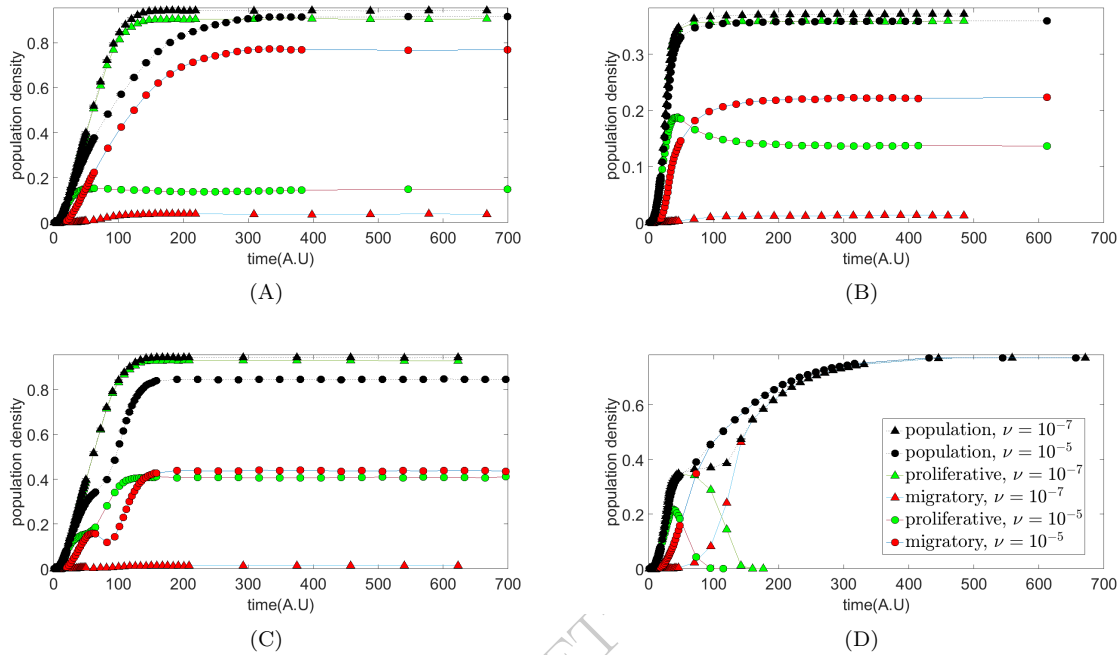 0.8
0.6
0.4
0.2
0
population density
0 100 200 300 400 500 600 700
time(A.U)
(A)
0.3
0.2
0.1
0
population density
0 100 200 300 400 500 600 700
time(A.U)
(B)
0.8
0.6
0.4
0.2
0
population density
0 100 200 300 400 500 600 700
time(A.U)
(C)
0.6
0.4
0.2
0
population density
population, ν = 10⁻⁷
population, ν = 10⁻⁵
proliferative, ν = 10⁻⁷
migratory, ν = 10⁻⁷
proliferative, ν = 10⁻⁵
migratory, ν = 10⁻⁵
0 100 200 300 400 500 600 700
time(A.U)
(D)